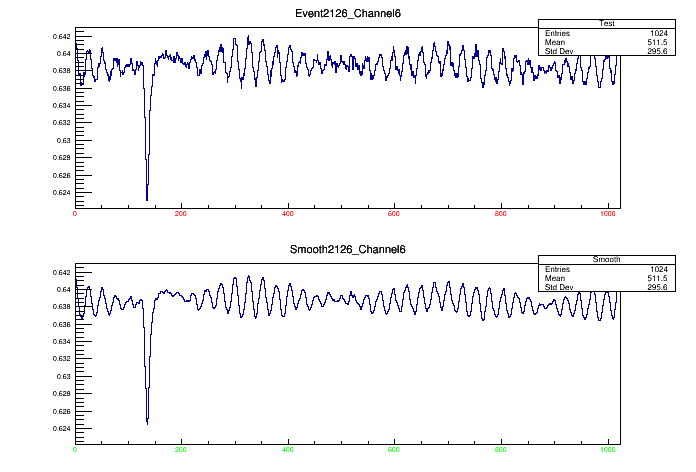 Event2126_Channel6
Test
Entries 1024
Mean 511.5
Std Dev 295.6
0.642
0.64
0.638
0.636
0.634
0.632
0.63
0.628
0.626
0.624
0 200 400 600 800 1000
Smooth2126_Channel6
Smooth
Entries 1024
Mean 511.5
Std Dev 295.6
0.642
0.64
0.638
0.636
0.634
0.632
0.63
0.628
0.626
0.624
0 200 400 600 800 1000